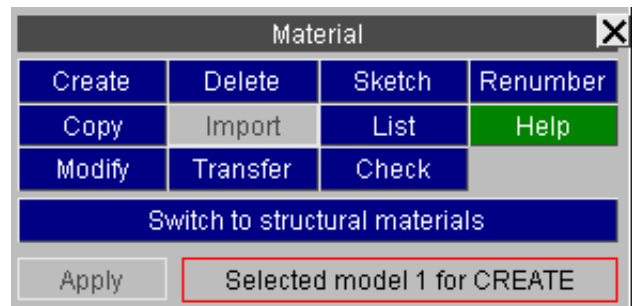 Material X
Create Delete Sketch Renumber
Copy Import List Help
Modify Transfer Check
Switch to structural materials
Apply Selected model 1 for CREATE